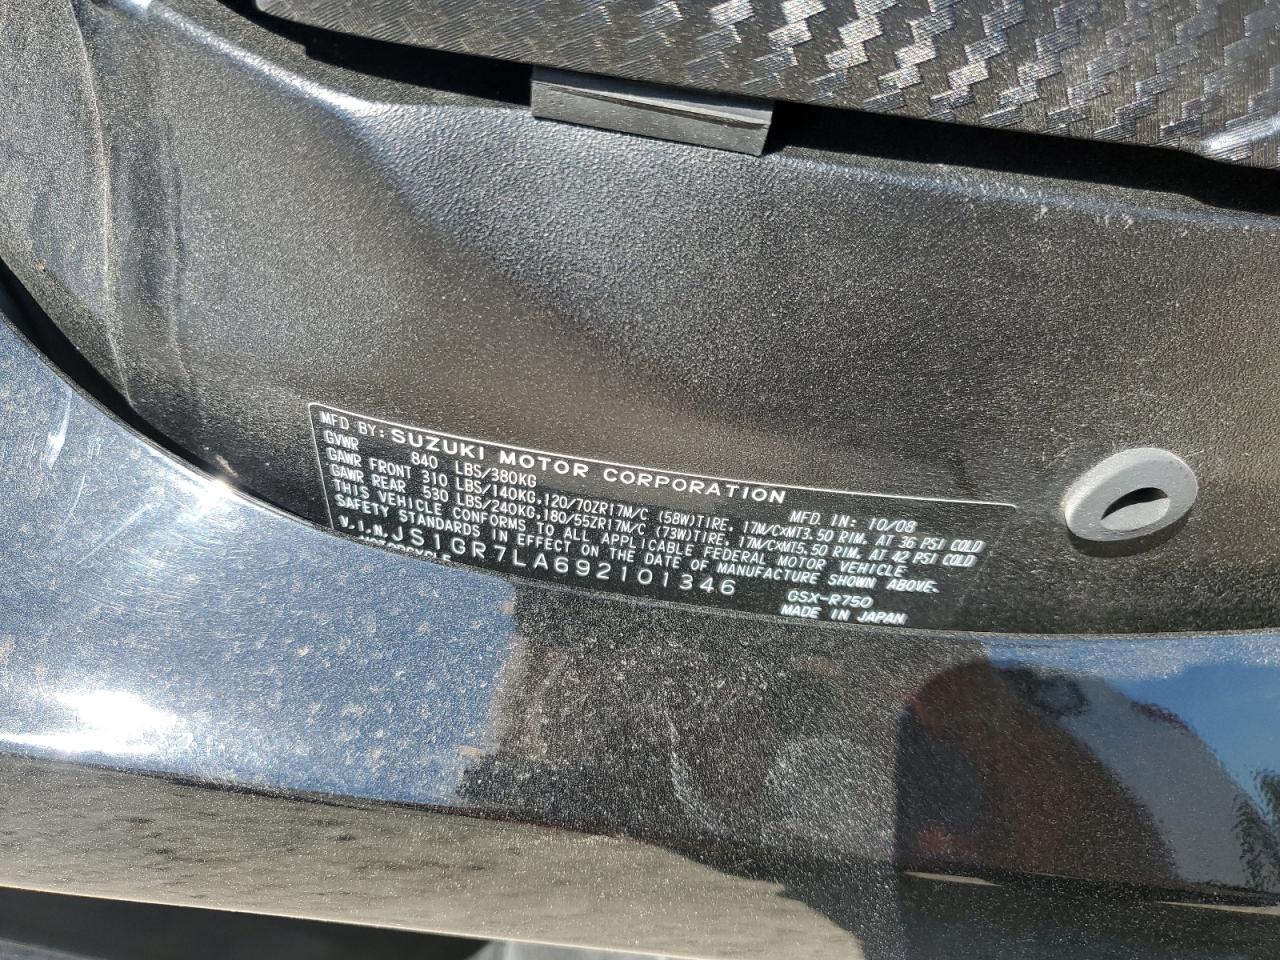 MFD BY: SUZUKI MOTOR CORPORATION
GVWR 840 LBS/380KG MFD IN: 10/08
GAWR FRONT 310 LBS/140KG,120/70ZR17M/C (58W)TIRE, 17M/CxMT3.50 RIM. AT 36 PSI COLD
GAWR REAR 530 LBS/240KG,180/55ZR17M/C (73W)TIRE, 17M/CxMT5.50 RIM. AT 42 PSI COLD
THIS VEHICLE CONFORMS TO ALL APPLICABLE FEDERAL MOTOR VEHICLE
SAFETY STANDARDS IN EFFECT ON THE DATE OF MANUFACTURE SHOWN ABOVE.
V.I.N. JS1GR7LA692101346 GSX-R750
MADE IN JAPAN